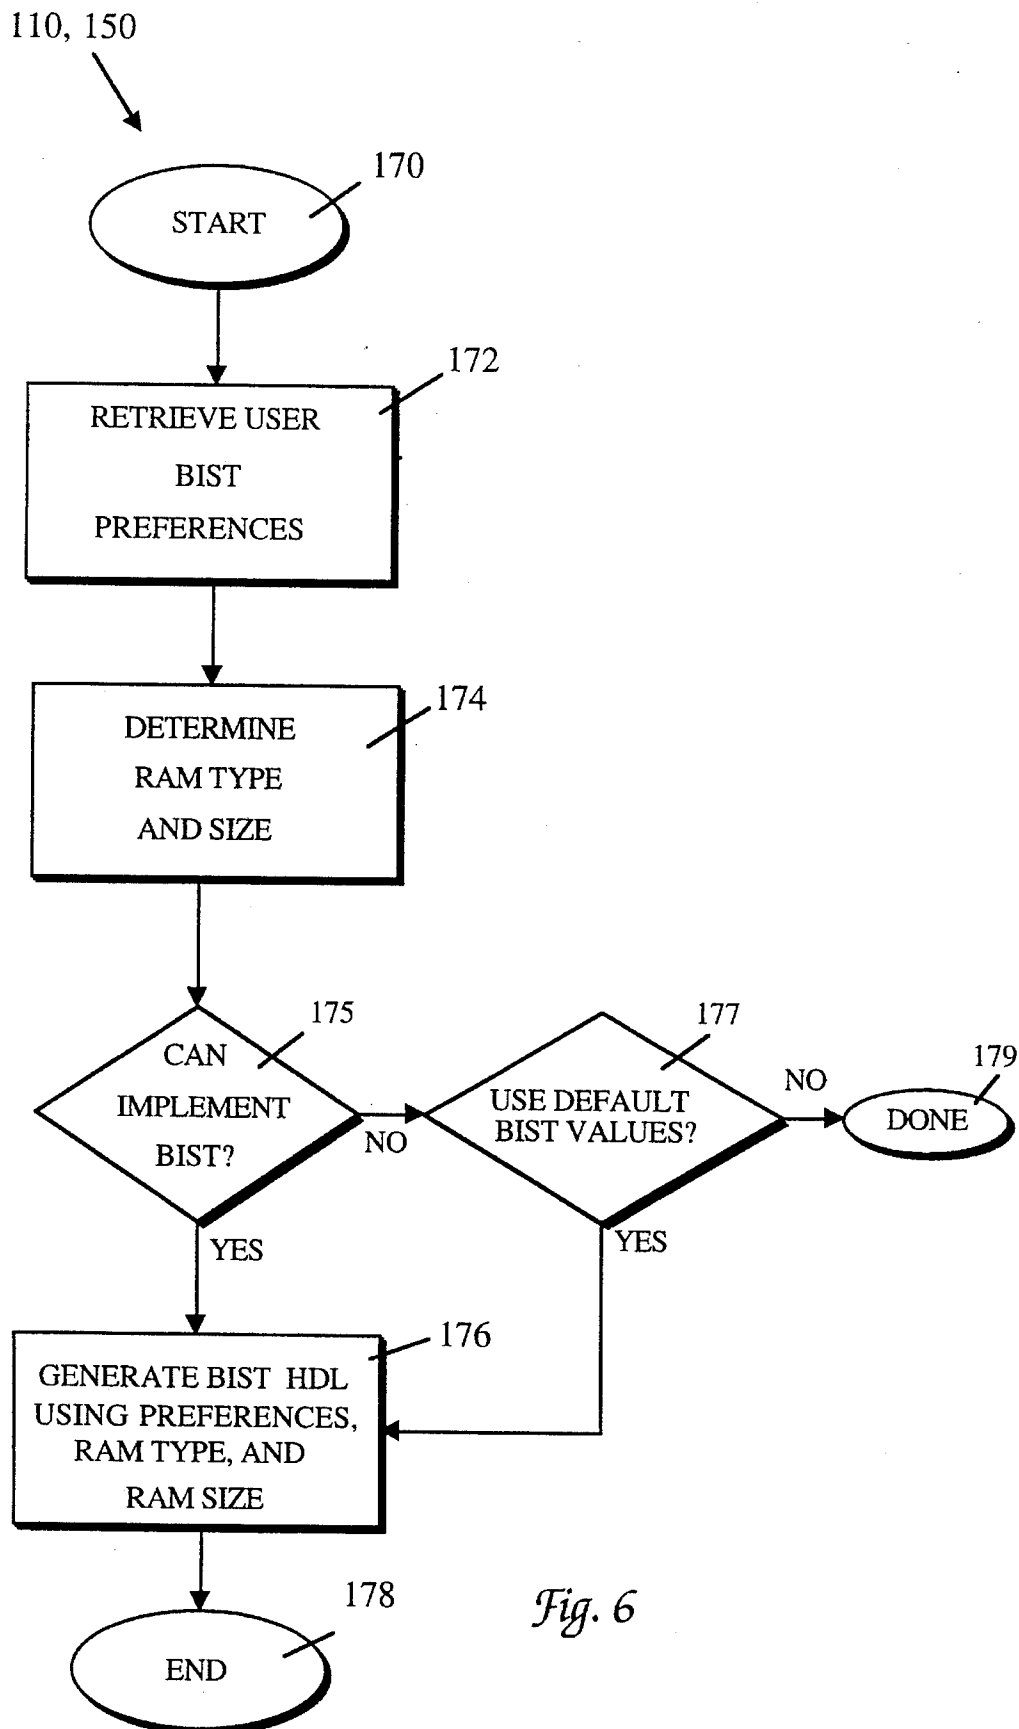 110, 150
170
START
172
RETRIEVE USER
BIST
PREFERENCES
174
DETERMINE
RAM TYPE
AND SIZE
175
CAN
IMPLEMENT
BIST?
NO
YES
177
USE DEFAULT
BIST VALUES?
NO
YES
179
DONE
176
GENERATE BIST HDL
USING PREFERENCES,
RAM TYPE, AND
RAM SIZE
178
END
Fig. 6